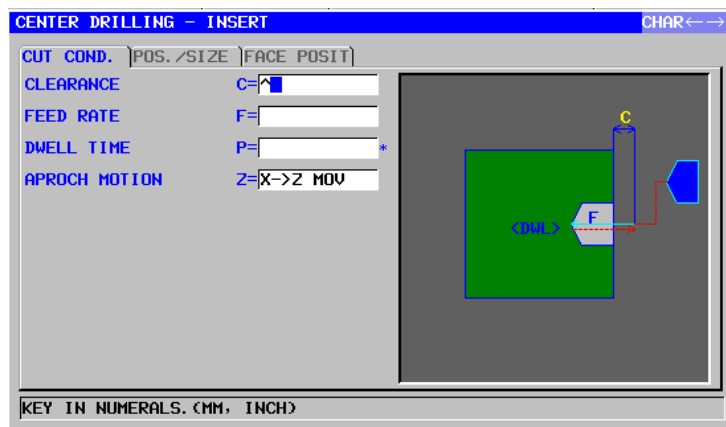 CENTER DRILLING - INSERT CHAR←→
CUT COND. POS./SIZE FACE POSIT
CLEARANCE C=^
FEED RATE F=
DWELL TIME P= *
APROCH MOTION Z=X->Z MOV
C
F
<DWL>
KEY IN NUMERALS.(MM, INCH)